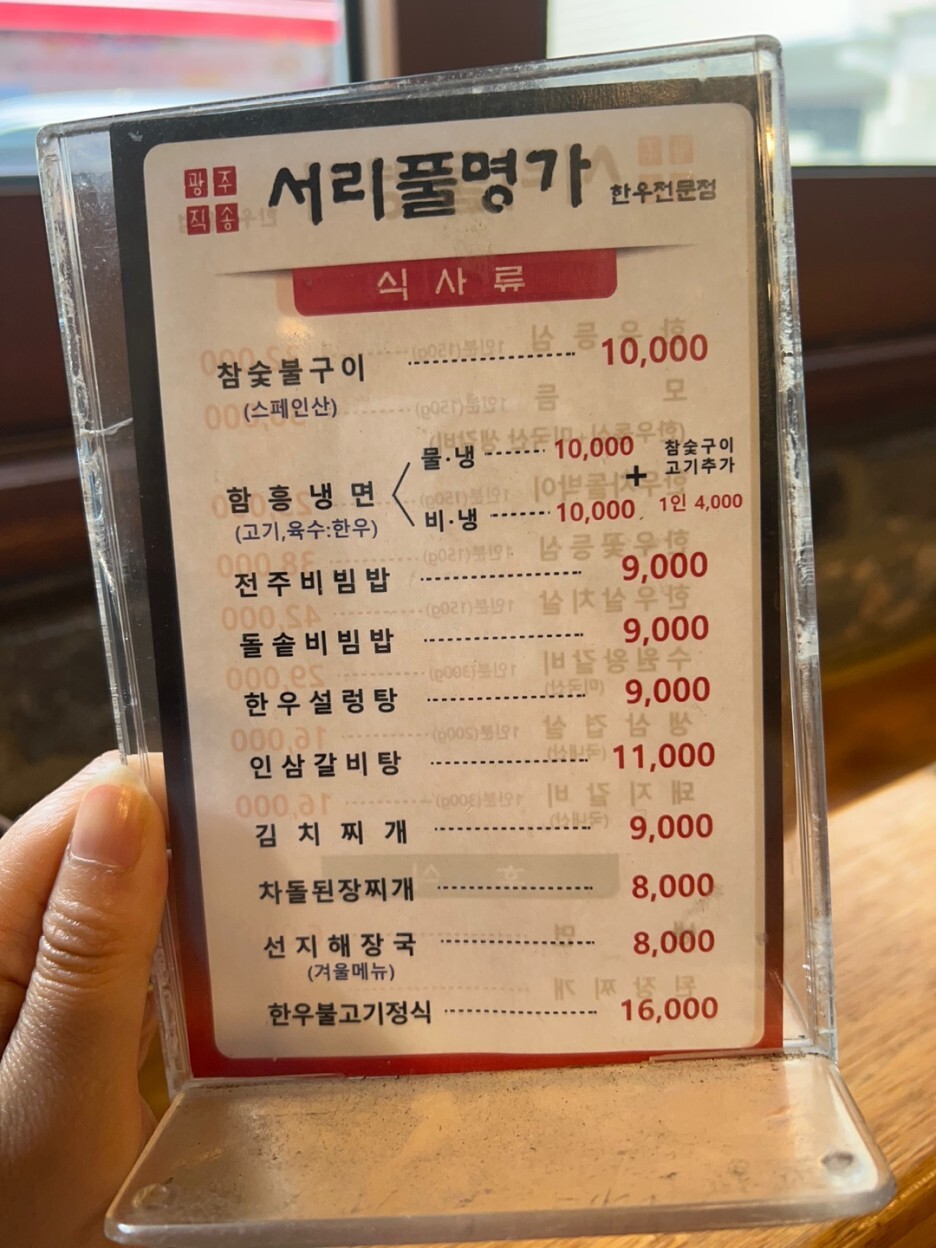 광주
직송
서리풀명가 한우전문점
식사류
참숯불구이 10,000
(스페인산)
함흥냉면
(고기,육수:한우)
물·냉 10,000
비·냉 10,000
+
참숯구이
고기추가
1인 4,000
전주비빔밥 9,000
돌솥비빔밥 9,000
한우설렁탕 9,000
인삼갈비탕 11,000
김치찌개 9,000
차돌된장찌개 8,000
선지해장국 8,000
(겨울메뉴)
한우불고기정식 16,000